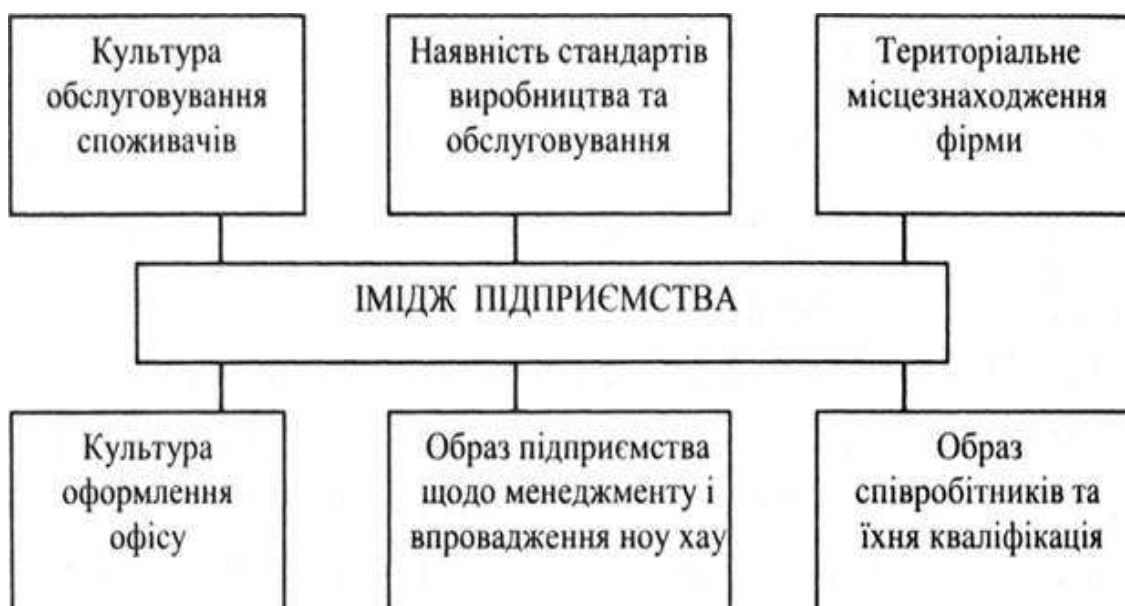 Культура
обслуговування
споживачів
Наявність стандартів
виробництва та
обслуговування
Територіальне
місцезнаходження
фірми
ІМІДЖ ПІДПРИЄМСТВА
Культура
оформлення
офісу
Образ підприємства
щодо менеджменту і
впровадження ноу хау
Образ
співробітників та
їхня кваліфікація